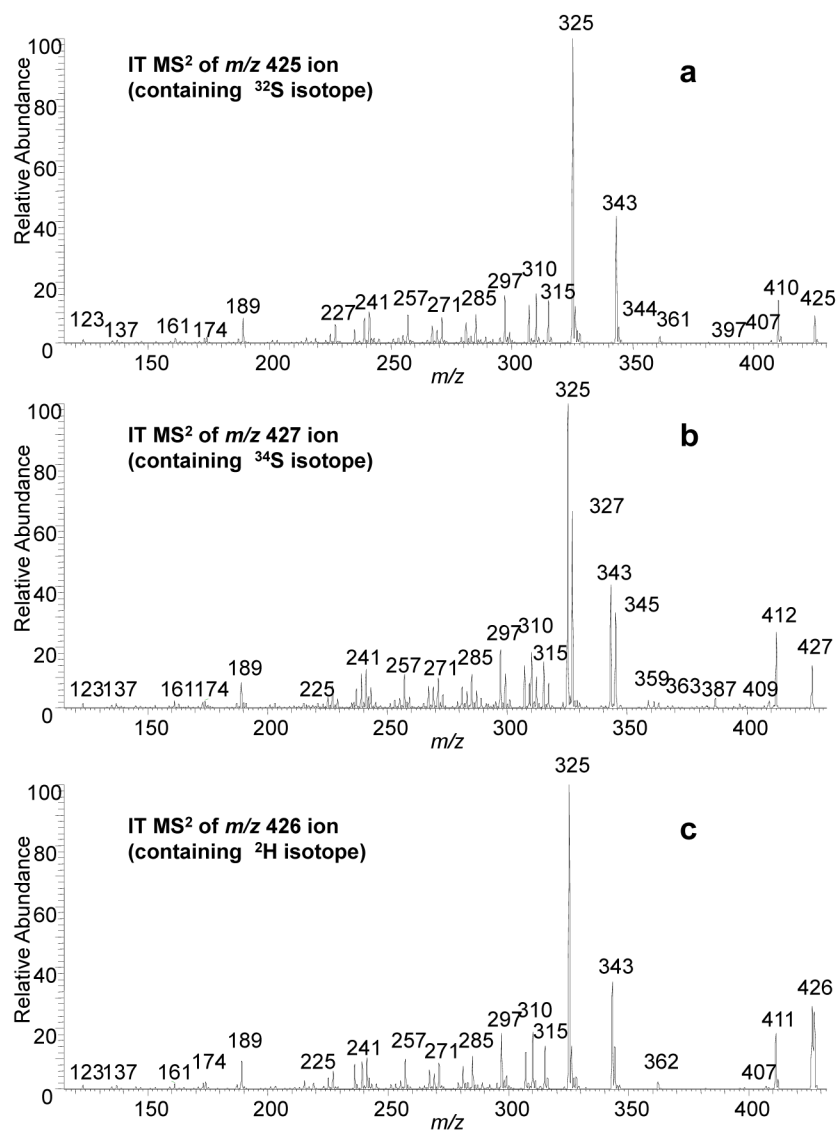 325
100
IT MS² of m/z 425 ion
(containing ³²S isotope)
a
80
60
343
40
Relative Abundance
20
123 137 161 174 189 227 241 257 271 285 297 310 315 344 361 397 407 410 425
0
150 200 250 300 350 400
m/z
325
100
IT MS² of m/z 427 ion
(containing ³⁴S isotope)
b
80
327
60
343
345
40
Relative Abundance
412
20
123 137 161 174 189 225 241 257 271 285 297 310 315 359 363 387 409 427
0
150 200 250 300 350 400
m/z
325
100
IT MS² of m/z 426 ion
(containing ²H isotope)
c
80
60
343
40
Relative Abundance
426
20
123 137 161 174 189 225 241 257 271 285 297 310 315 362 407 411
0
150 200 250 300 350 400
m/z